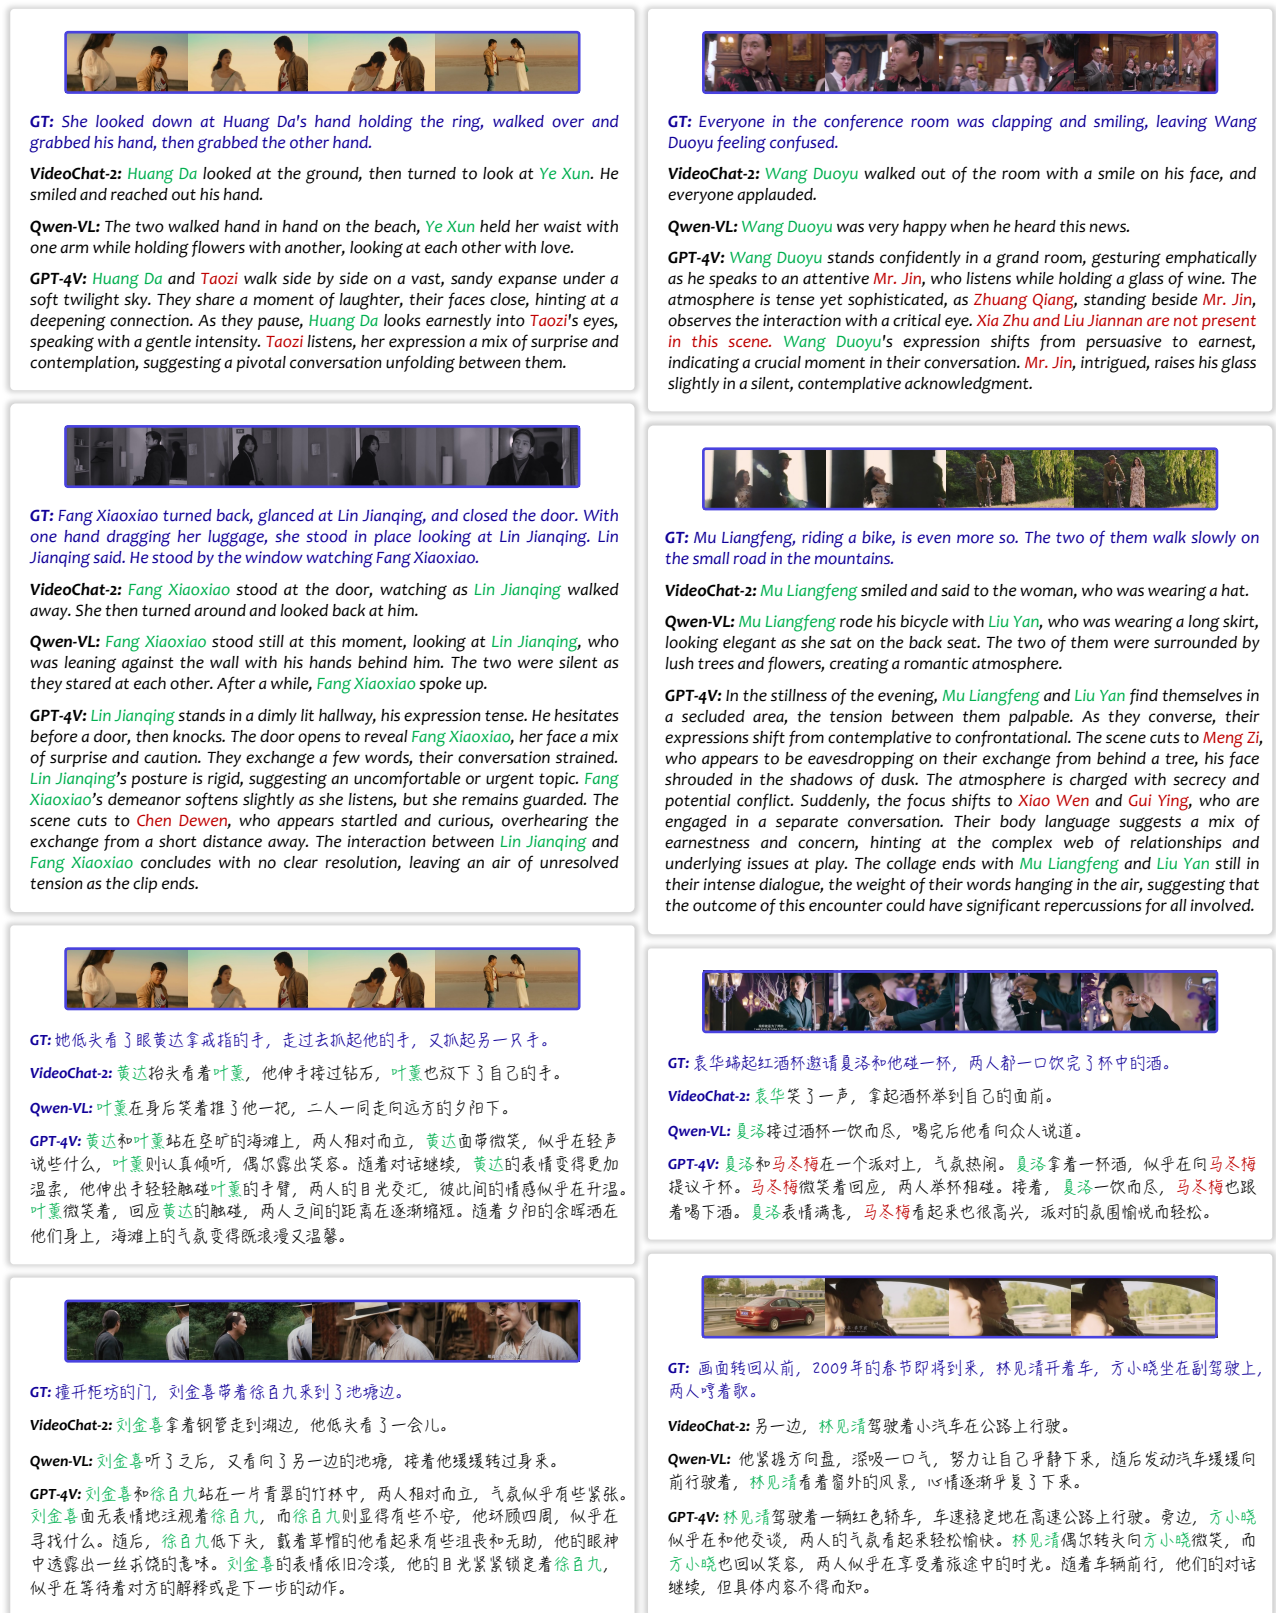 GT: She looked down at Huang Da's hand holding the ring, walked over and
grabbed his hand, then grabbed the other hand.
VideoChat-2: Huang Da looked at the ground, then turned to look at Ye Xun. He
smiled and reached out his hand.
Qwen-VL: The two walked hand in hand on the beach, Ye Xun held her waist with
one arm while holding flowers with another, looking at each other with love.
GPT-4V: Huang Da and Taozi walk side by side on a vast, sandy expanse under a
soft twilight sky. They share a moment of laughter, their faces close, hinting at a
deepening connection. As they pause, Huang Da looks earnestly into Taozi's eyes,
speaking with a gentle intensity. Taozi listens, her expression a mix of surprise and
contemplation, suggesting a pivotal conversation unfolding between them.
GT: Everyone in the conference room was clapping and smiling, leaving Wang
Duoyu feeling confused.
VideoChat-2: Wang Duoyu walked out of the room with a smile on his face, and
everyone applauded.
Qwen-VL: Wang Duoyu was very happy when he heard this news.
GPT-4V: Wang Duoyu stands confidently in a grand room, gesturing emphatically
as he speaks to an attentive Mr. Jin, who listens while holding a glass of wine. The
atmosphere is tense yet sophisticated, as Zhuang Qiang, standing beside Mr. Jin,
observes the interaction with a critical eye. Xia Zhu and Liu Jiannan are not present
in this scene. Wang Duoyu's expression shifts from persuasive to earnest,
indicating a crucial moment in their conversation. Mr. Jin, intrigued, raises his glass
slightly in a silent, contemplative acknowledgment.
GT: Fang Xiaoxiao turned back, glanced at Lin Jianqing, and closed the door. With
one hand dragging her luggage, she stood in place looking at Lin Jianqing. Lin
Jianqing said. He stood by the window watching Fang Xiaoxiao.
VideoChat-2: Fang Xiaoxiao stood at the door, watching as Lin Jianqing walked
away. She then turned around and looked back at him.
Qwen-VL: Fang Xiaoxiao stood still at this moment, looking at Lin Jianqing, who
was leaning against the wall with his hands behind him. The two were silent as
they stared at each other. After a while, Fang Xiaoxiao spoke up.
GPT-4V: Lin Jianqing stands in a dimly lit hallway, his expression tense. He hesitates
before a door, then knocks. The door opens to reveal Fang Xiaoxiao, her face a mix
of surprise and caution. They exchange a few words, their conversation strained.
Lin Jianqing's posture is rigid, suggesting an uncomfortable or urgent topic. Fang
Xiaoxiao's demeanor softens slightly as she listens, but she remains guarded. The
scene cuts to Chen Dewen, who appears startled and curious, overhearing the
exchange from a short distance away. The interaction between Lin Jianqing and
Fang Xiaoxiao concludes with no clear resolution, leaving an air of unresolved
tension as the clip ends.
GT: Mu Liangfeng, riding a bike, is even more so. The two of them walk slowly on
the small road in the mountains.
VideoChat-2: Mu Liangfeng smiled and said to the woman, who was wearing a hat.
Qwen-VL: Mu Liangfeng rode his bicycle with Liu Yan, who was wearing a long skirt,
looking elegant as she sat on the back seat. The two of them were surrounded by
lush trees and flowers, creating a romantic atmosphere.
GPT-4V: In the stillness of the evening, Mu Liangfeng and Liu Yan find themselves in
a secluded area, the tension between them palpable. As they converse, their
expressions shift from contemplative to confrontational. The scene cuts to Meng Zi,
who appears to be eavesdropping on their exchange from behind a tree, his face
shrouded in the shadows of dusk. The atmosphere is charged with secrecy and
potential conflict. Suddenly, the focus shifts to Xiao Wen and Gui Ying, who are
engaged in a separate conversation. Their body language suggests a mix of
earnestness and concern, hinting at the complex web of relationships and
underlying issues at play. The collage ends with Mu Liangfeng and Liu Yan still in
their intense dialogue, the weight of their words hanging in the air, suggesting that
the outcome of this encounter could have significant repercussions for all involved.
GT: 她低头看了眼黄达拿戒指的手，走过去抓起他的手，又抓起另一只手。
VideoChat-2: 黄达抬头看着叶薰，他伸手接过钻石，叶薰也放下了自己的手。
Qwen-VL: 叶薰在身后笑着推了他一把，二人一同走向远方的夕阳下。
GPT-4V: 黄达和叶薰站在空旷的海滩上，两人相对而立，黄达面带微笑，似乎在轻声
说些什么，叶薰则认真倾听，偶尔露出笑容。随着对话继续，黄达的表情变得更加
温柔，他伸出手轻轻触碰叶薰的手臂，两人的目光交汇，彼此间的情感似乎在升温。
叶薰微笑着，回应黄达的触碰，两人之间的距离在逐渐缩短。随着夕阳的余晖洒在
他们身上，海滩上的气氛变得既浪漫又温馨。
GT: 袁华端起红酒杯邀请夏洛和他碰一杯，两人都一口饮完了杯中的酒。
VideoChat-2: 袁华笑了一声，拿起酒杯举到自己的面前。
Qwen-VL: 夏洛接过酒杯一饮而尽，喝完后他看向众人说道。
GPT-4V: 夏洛和马冬梅在一个派对上，气氛热闹。夏洛拿着一杯酒，似乎在向马冬梅
提议干杯。马冬梅微笑着回应，两人举杯相碰。接着，夏洛一饮而尽，马冬梅也跟
着喝下酒。夏洛表情满意，马冬梅看起来也很高兴，派对的氛围愉悦而轻松。
GT: 撞开柜坊的门，刘金喜带着徐百九来到了池塘边。
VideoChat-2: 刘金喜拿着钢管走到湖边，他低头看了一会儿。
Qwen-VL: 刘金喜听了之后，又看向了另一边的池塘，接着他缓缓转过身来。
GPT-4V: 刘金喜和徐百九站在一片青翠的竹林中，两人相对而立，气氛似乎有些紧张。
刘金喜面无表情地注视着徐百九，而徐百九则显得有些不安，他环顾四周，似乎在
寻找什么。随后，徐百九低下头，戴着草帽的他看起来有些沮丧和无助，他的眼神
中透露出一丝求饶的意味。刘金喜的表情依旧冷漠，他的目光紧紧锁定着徐百九，
似乎在等待着对方的解释或是下一步的动作。
GT: 画面转回从前，2009年的春节即将到来，林见清开着车，方小晓坐在副驾驶上，
两人哼着歌。
VideoChat-2: 另一边，林见清驾驶着小汽车在公路上行驶。
Qwen-VL: 他紧握方向盘，深吸一口气，努力让自己平静下来，随后发动汽车缓缓向
前行驶着，林见清看着窗外的风景，心情逐渐平复了下来。
GPT-4V: 林见清驾驶着一辆红色轿车，车速稳定地在高速公路上行驶。旁边，方小晓
似乎在和他交谈，两人的气氛看起来轻松愉快。林见清偶尔转头向方小晓微笑，而
方小晓也回以笑容，两人似乎在享受着旅途中的时光。随着车辆前行，他们的对话
继续，但具体内容不得而知。